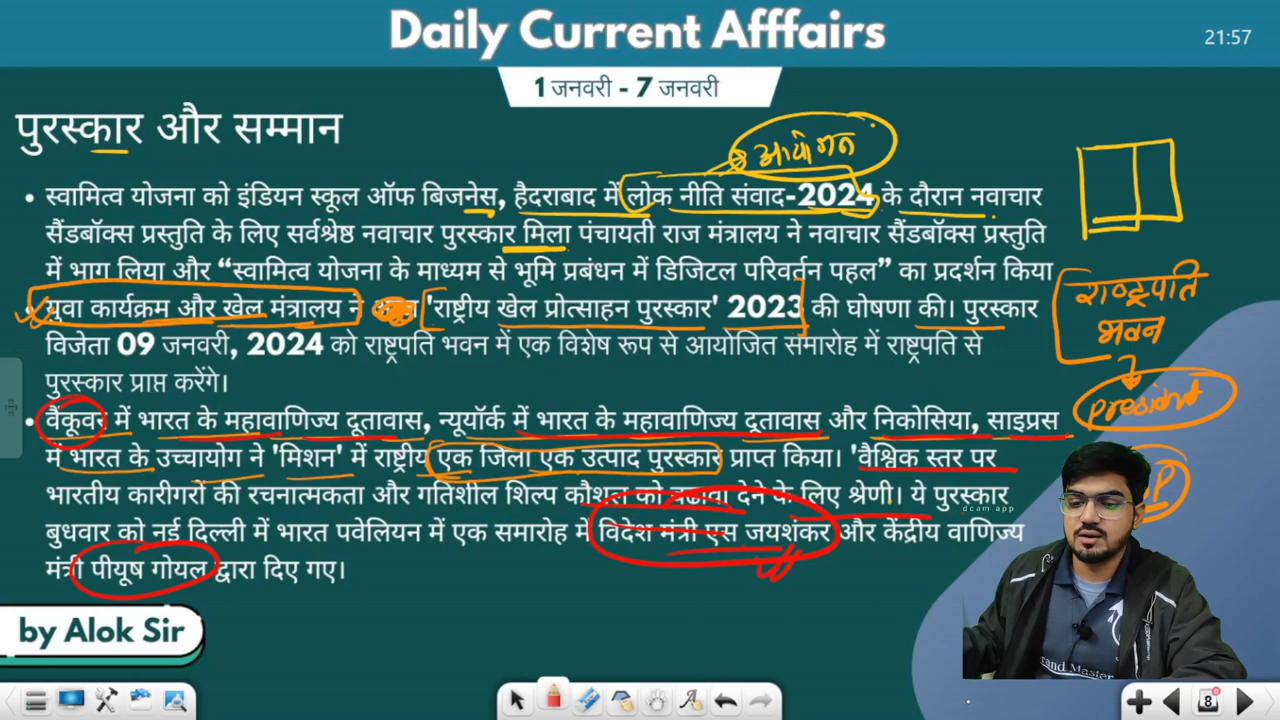 Daily Current Afffairs
21:57
1 जनवरी - 7 जनवरी
पुरस्कार और सम्मान
आयोजन
स्वामित्व योजना को इंडियन स्कूल ऑफ बिजनेस, हैदराबाद में लोक नीति संवाद-2024 के दौरान नवाचार
सैंडबॉक्स प्रस्तुति के लिए सर्वश्रेष्ठ नवाचार पुरस्कार मिला पंचायती राज मंत्रालय ने नवाचार सैंडबॉक्स प्रस्तुति
में भाग लिया और “स्वामित्व योजना के माध्यम से भूमि प्रबंधन में डिजिटल परिवर्तन पहल” का प्रदर्शन किया
युवा कार्यक्रम और खेल मंत्रालय ने 'राष्ट्रीय खेल प्रोत्साहन पुरस्कार' 2023 की घोषणा की। पुरस्कार
विजेता 09 जनवरी, 2024 को राष्ट्रपति भवन में एक विशेष रूप से आयोजित समारोह में राष्ट्रपति से
पुरस्कार प्राप्त करेंगे।
राष्ट्रपति
भवन
President
वैंकूवर में भारत के महावाणिज्य दूतावास, न्यूयॉर्क में भारत के महावाणिज्य दूतावास और निकोसिया, साइप्रस
में भारत के उच्चायोग ने 'मिशन' में राष्ट्रीय एक जिला एक उत्पाद पुरस्कार प्राप्त किया। 'वैश्विक स्तर पर
भारतीय कारीगरों की रचनात्मकता और गतिशील शिल्प कौशल को बढावा देने के लिए श्रेणी। ये पुरस्कार
बुधवार को नई दिल्ली में भारत पवेलियन में एक समारोह में विदेश मंत्री एस जयशंकर और केंद्रीय वाणिज्य
मंत्री पीयूष गोयल द्वारा दिए गए।
dcam app
by Alok Sir
8